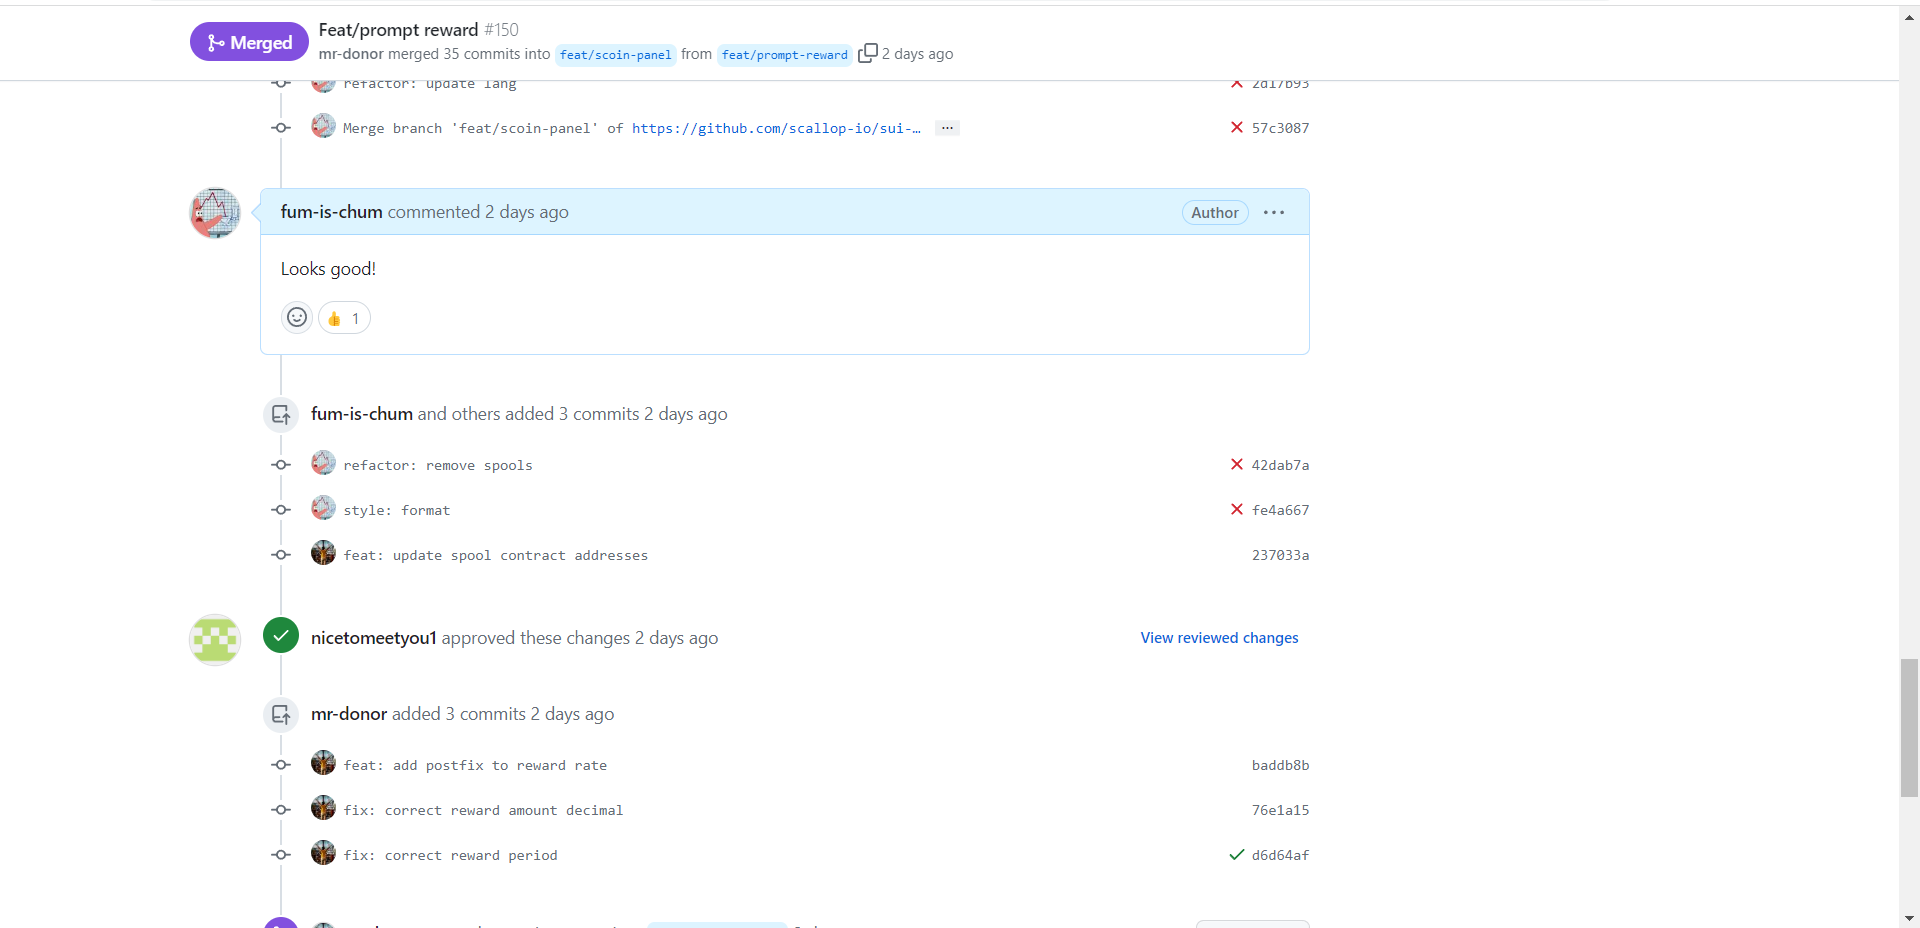 Merged
Feat/prompt reward #150
mr-donor merged 35 commits into feat/scoin-panel from feat/prompt-reward 2 days ago
refactor: update lang 2d17b93
Merge branch 'feat/scoin-panel' of https://github.com/scallop-io/sui-… ... 57c3087
fum-is-chum commented 2 days ago Author
Looks good!
👍 1
fum-is-chum and others added 3 commits 2 days ago
refactor: remove spools 42dab7a
style: format fe4a667
feat: update spool contract addresses 237033a
nicetomeetyou1 approved these changes 2 days ago View reviewed changes
mr-donor added 3 commits 2 days ago
feat: add postfix to reward rate baddb8b
fix: correct reward amount decimal 76e1a15
fix: correct reward period d6d64af